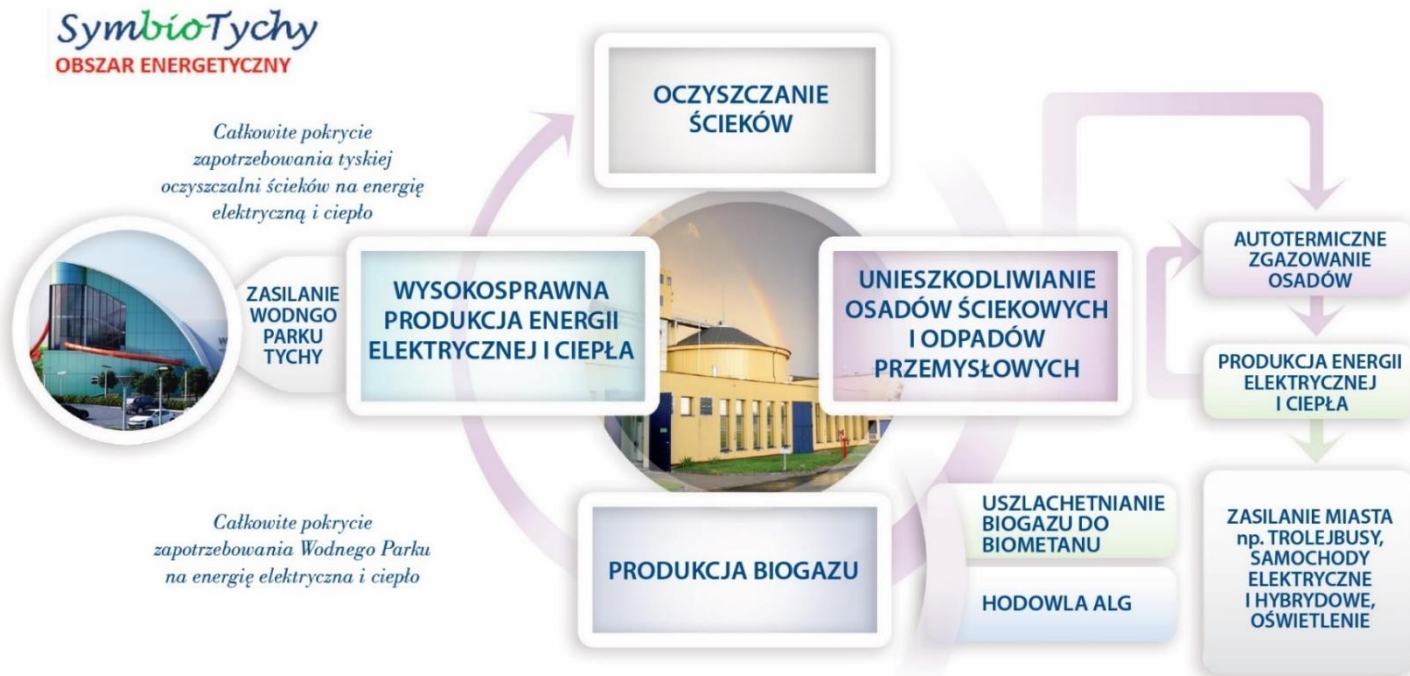 SymbioTychy
OBSZAR ENERGETYCZNY
Całkowite pokrycie
zapotrzebowania tyskiej
oczyszczalni ścieków na energię
elektryczną i ciepło
OCZYSZCZANIE
ŚCIEKÓW
ZASILANIE
WODNGO
PARKU
TYCHY
WYSOKOSPRAWNA
PRODUKCJA ENERGII
ELEKTRYCZNEJ I CIEPŁA
UNIESZKODLIWIANIE
OSADÓW ŚCIEKOWYCH
I ODPADÓW
PRZEMYSŁOWYCH
AUTOTERMICZNE
ZGAZOWANIE
OSADÓW
PRODUKCJA ENERGII
ELEKTRYCZNEJ
I CIEPŁA
Całkowite pokrycie
zapotrzebowania Wodnego Parku
na energię elektryczna i ciepło
PRODUKCJA BIOGAZU
USZLACHETNIANIE
BIOGAZU DO
BIOMETANU
HODOWLA ALG
ZASILANIE MIASTA
np. TROLEJBUSY,
SAMOCHODY
ELEKTRYCZNE
I HYBRYDOWE,
OŚWIETLENIE